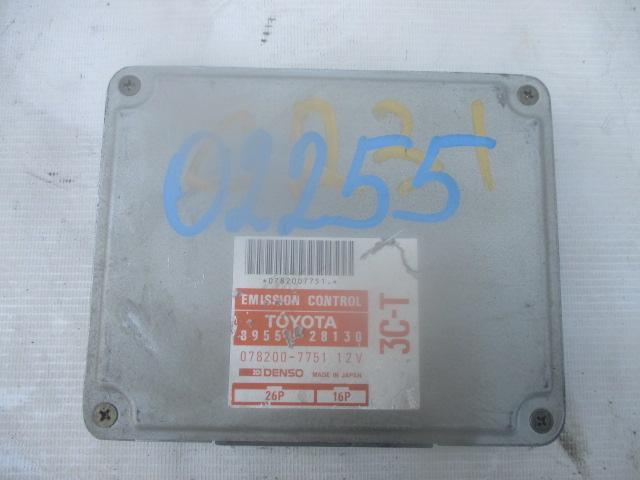 02255
*0782007751.*
EMISSION CONTROL
TOYOTA
28130
078200-7751 12V
DENSO MADE IN JAPAN
26P 16P
3C-T